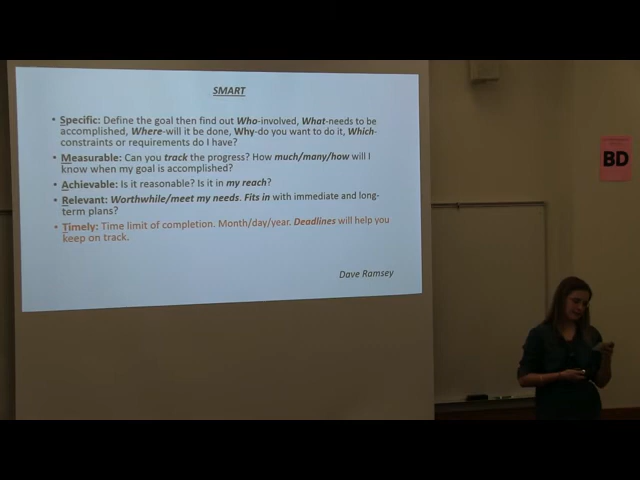 SMART
• Specific: Define the goal then find out Who-involved, What-needs to be
accomplished, Where-will it be done, Why-do you want to do it, Which-
constraints or requirements do I have?
• Measurable: Can you track the progress? How much/many/how will I
know when my goal is accomplished?
• Achievable: Is it reasonable? Is it in my reach?
• Relevant: Worthwhile/meet my needs. Fits in with immediate and long-
term plans?
• Timely: Time limit of completion. Month/day/year. Deadlines will help you
keep on track.
Dave Ramsey
BD